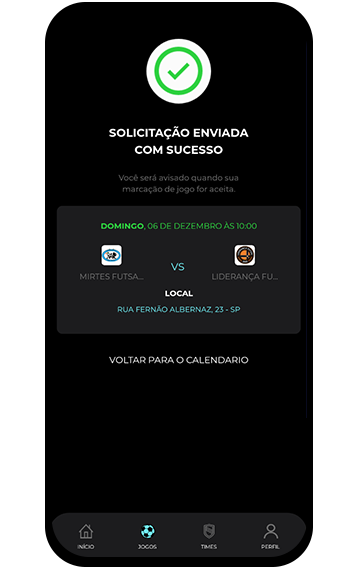 SOLICITAÇÃO ENVIADA
COM SUCESSO
Você será avisado quando sua
marcação de jogo for aceita.
DOMINGO, 06 DE DEZEMBRO ÀS 10:00
VS
MIRTES FUTSA... LIDERANÇA FU...
LOCAL
RUA FERNÃO ALBERNAZ, 23 - SP
VOLTAR PARA O CALENDARIO
INÍCIO JOGOS TIMES PERFIL